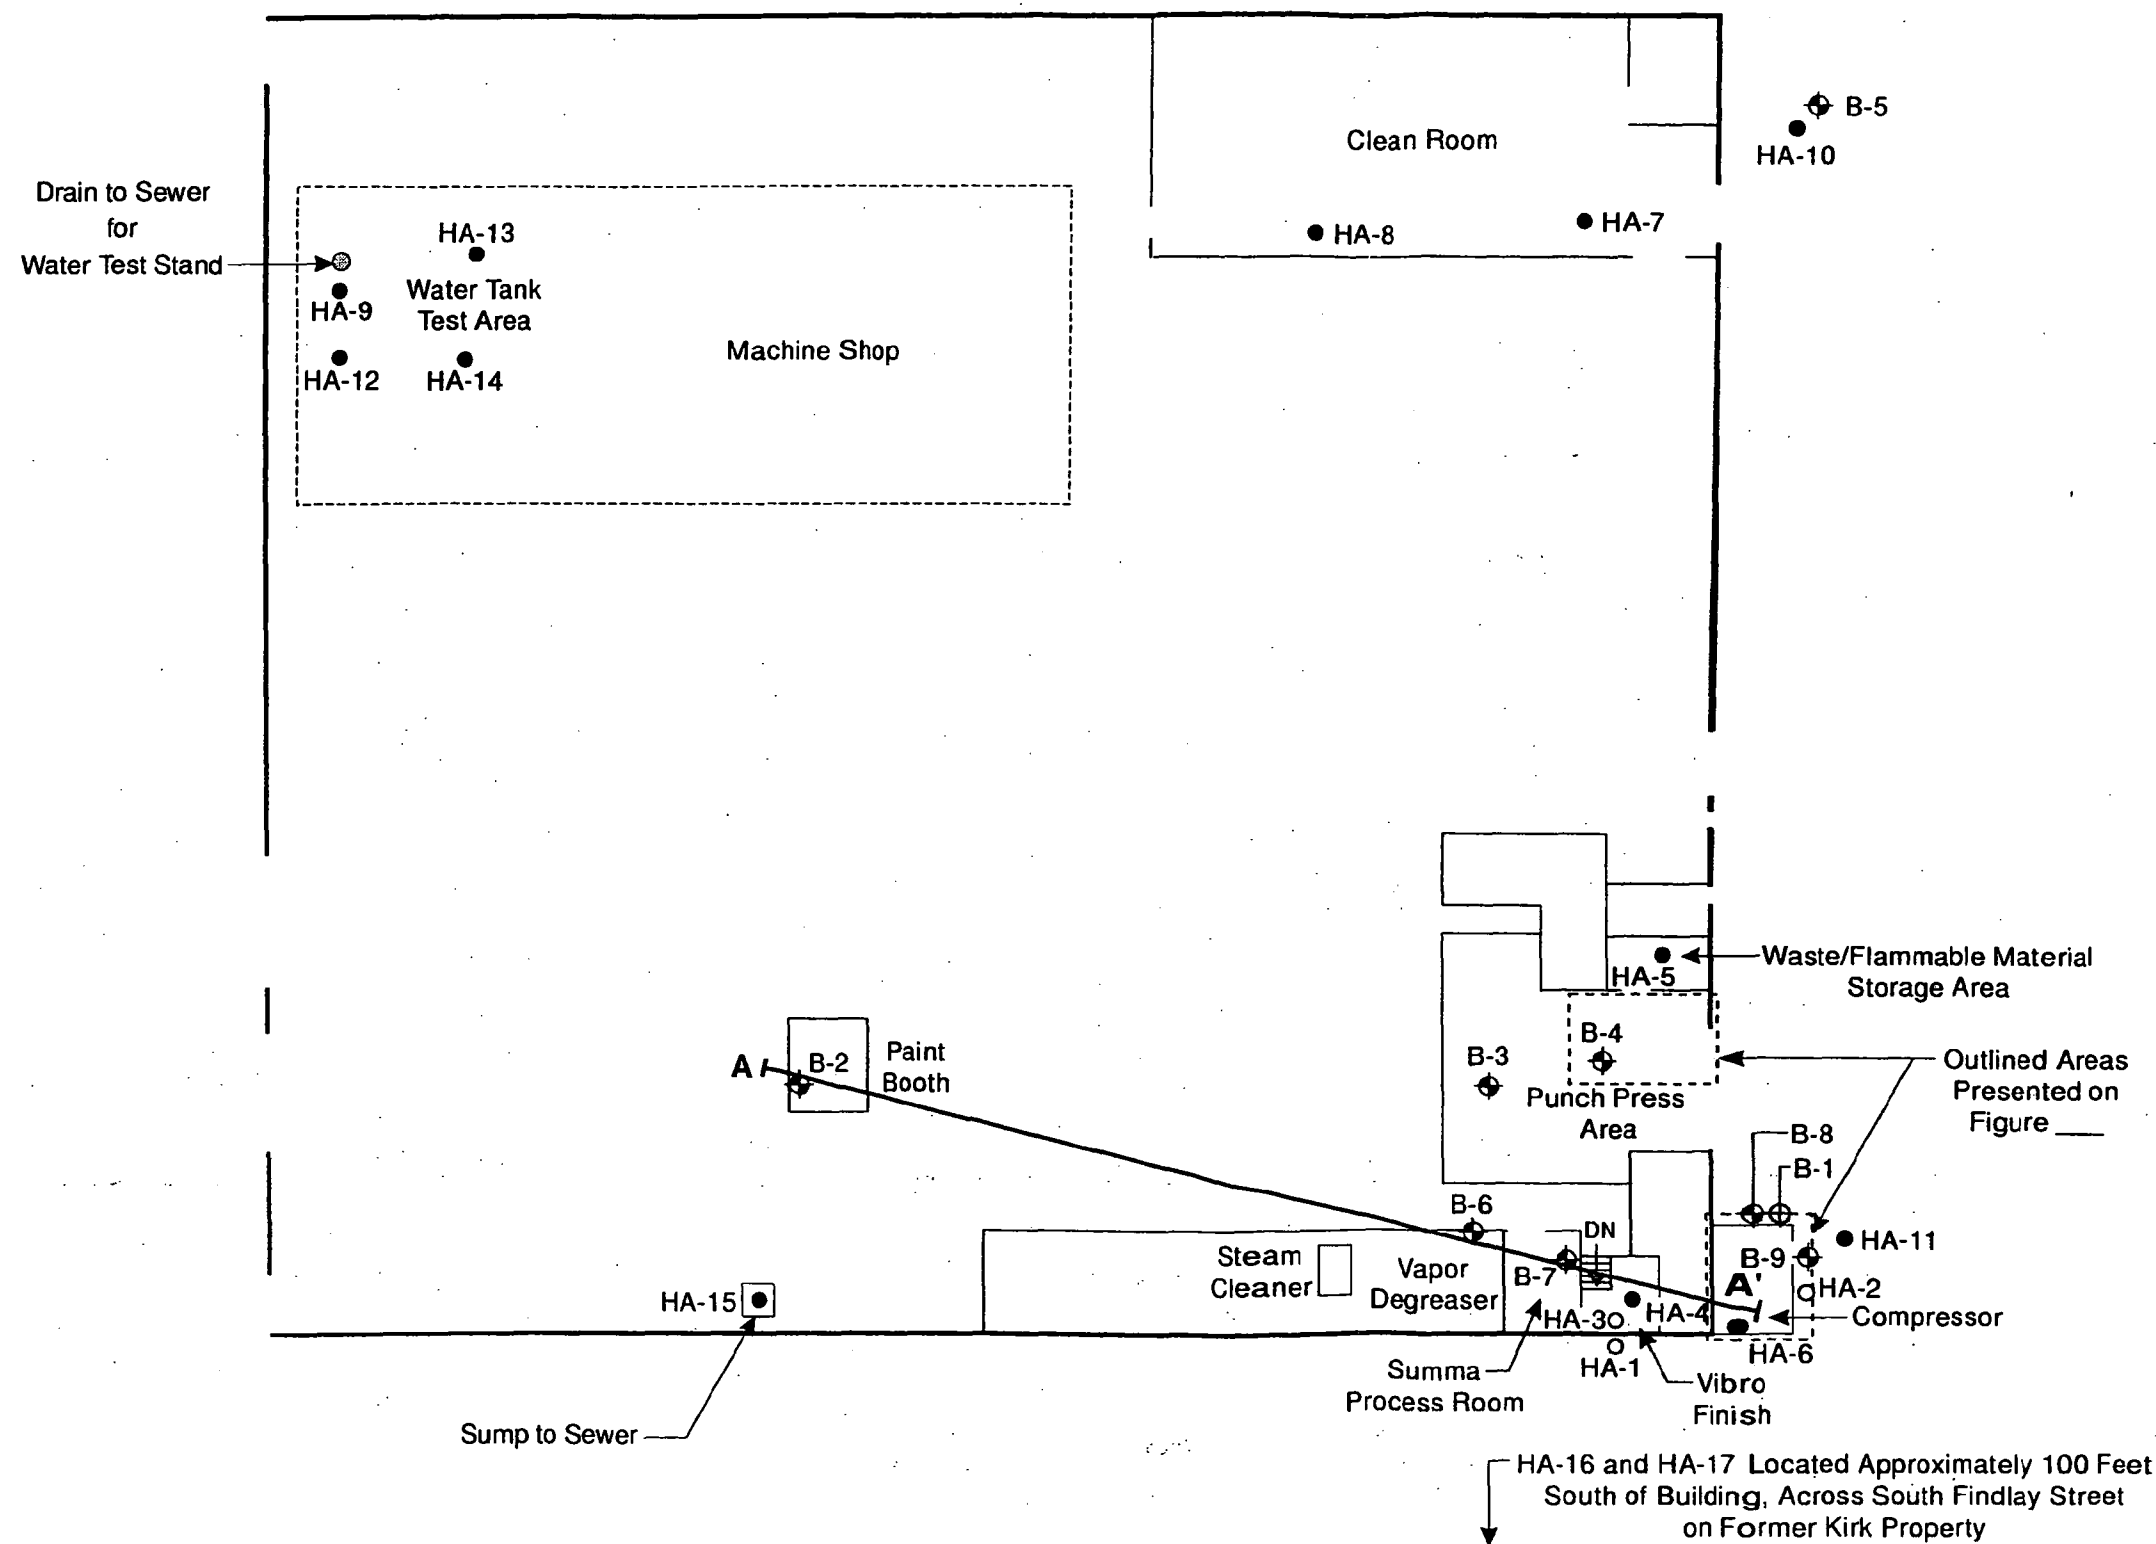 B-5
HA-10
Clean Room
HA-8
HA-7
Drain to Sewer
for
Water Test Stand
HA-13
HA-9
Water Tank
Test Area
HA-12
HA-14
Machine Shop
HA-5
Waste/Flammable Material
Storage Area
B-4
B-3
Punch Press
Area
Outlined Areas
Presented on
Figure ____
A
B-2
Paint
Booth
B-8
B-1
B-6
DN
HA-11
B-9
B-7
A'
HA-2
Steam
Cleaner
Vapor
Degreaser
HA-15
HA-3
HA-4
Compressor
HA-1
HA-6
Summa
Process Room
Vibro
Finish
Sump to Sewer
HA-16 and HA-17 Located Approximately 100 Feet
South of Building, Across South Findlay Street
on Former Kirk Property